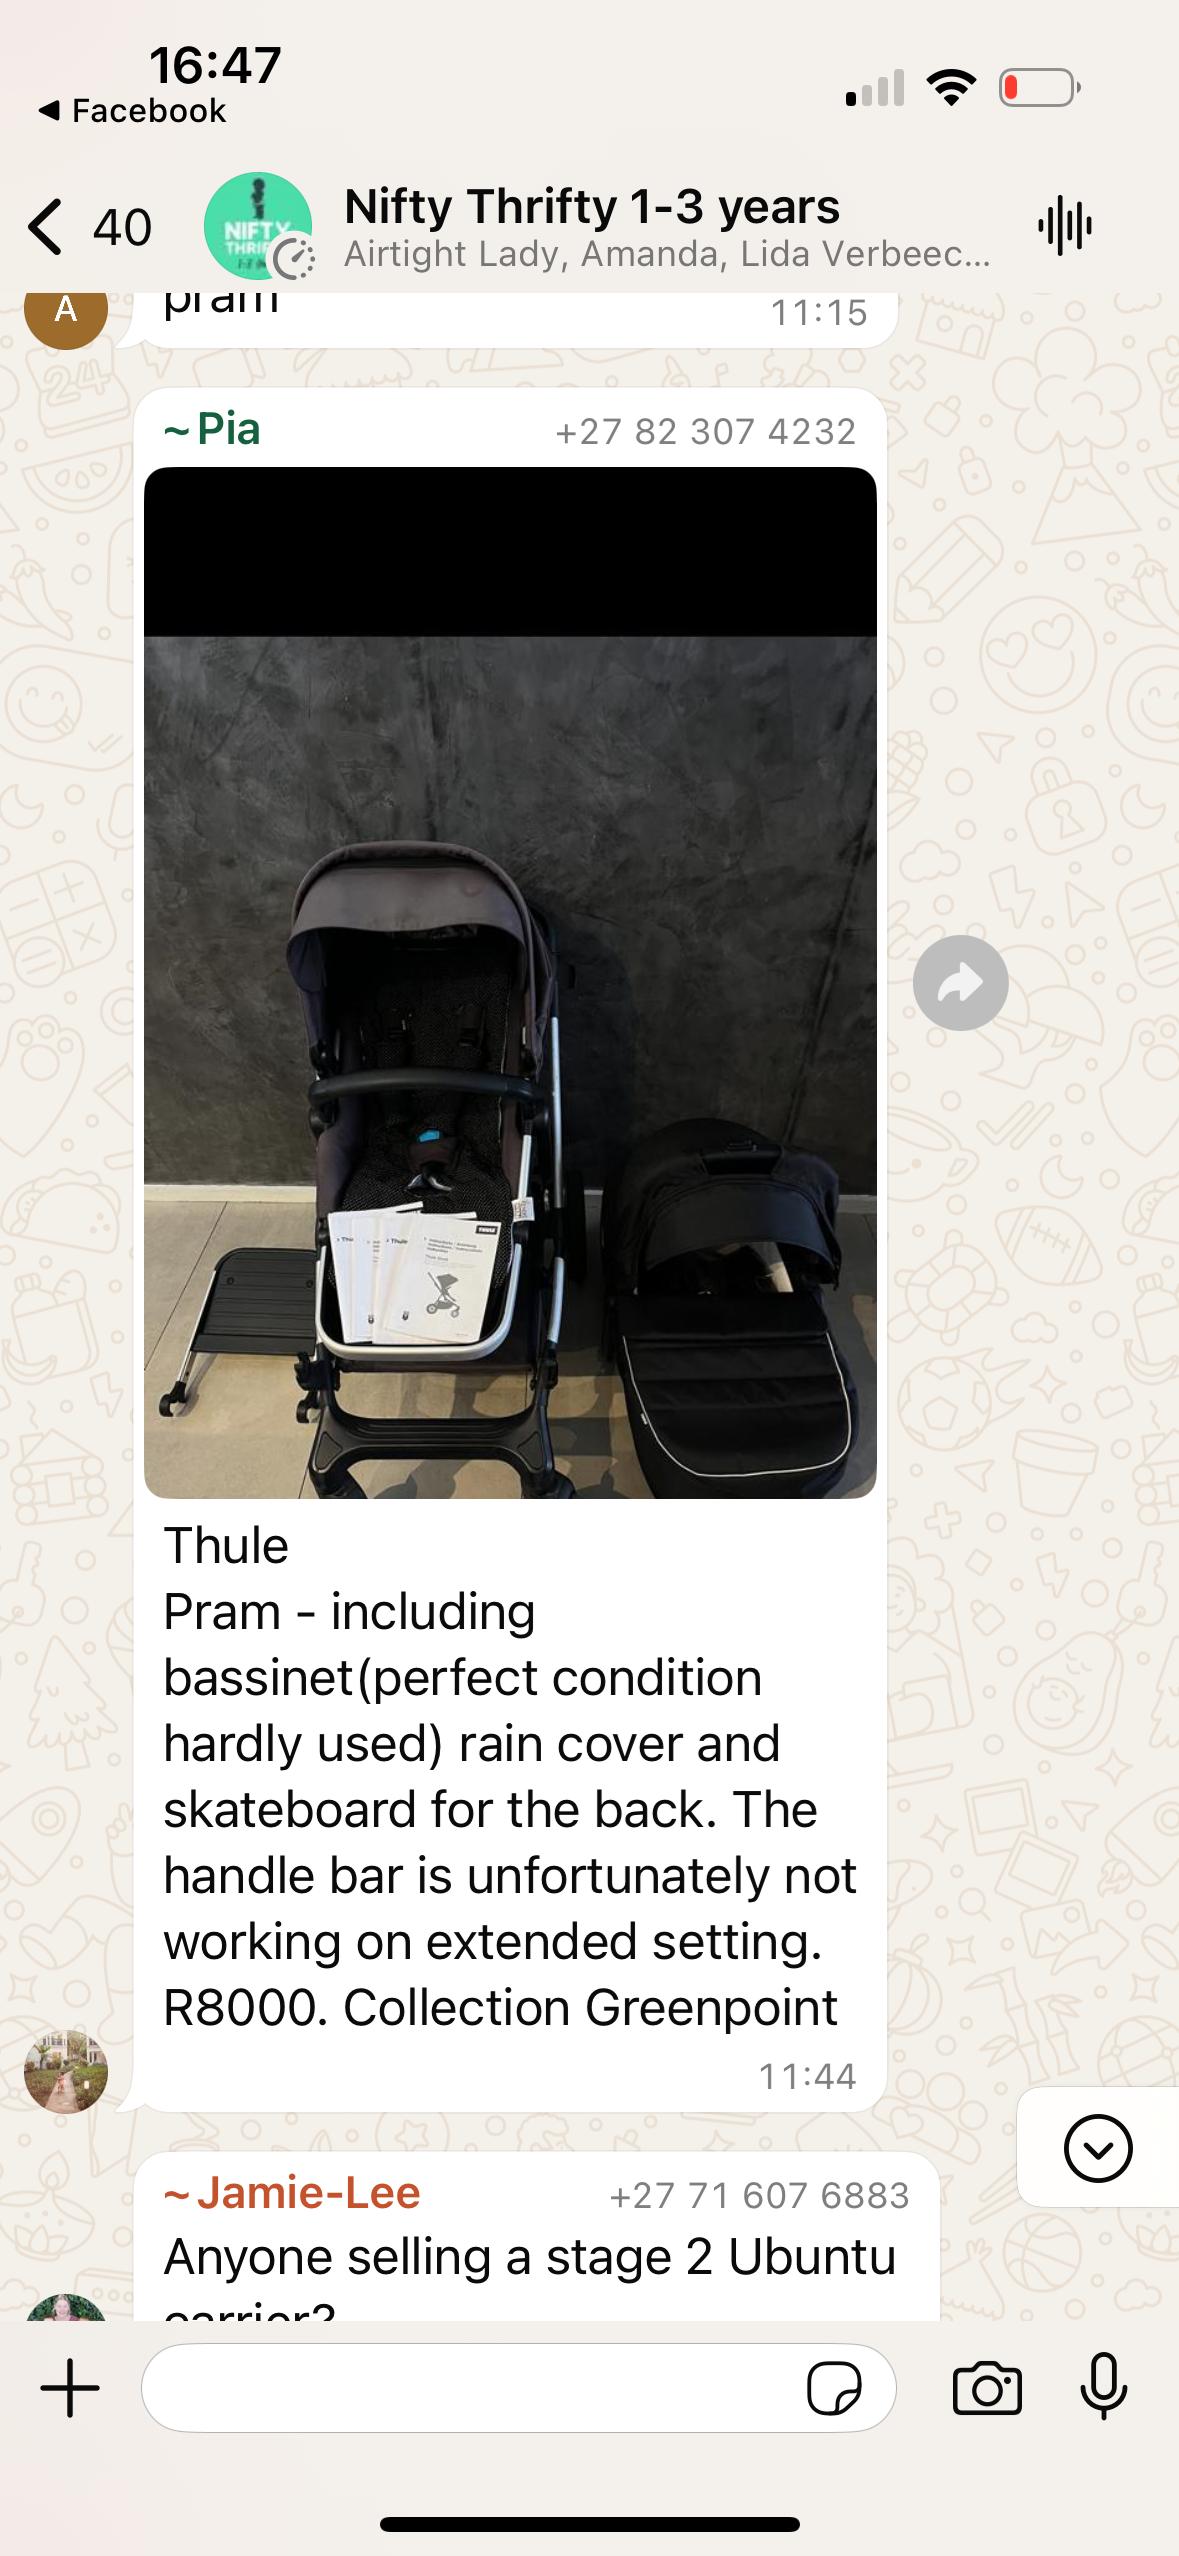 16:47
Facebook
40
NIFTY
Nifty Thrifty 1-3 years
Airtight Lady, Amanda, Lida Verbeec...
A
pram
11:15
24
~Pia
+27 82 307 4232
Thule
Pram - including
bassinet(perfect condition
hardly used) rain cover and
skateboard for the back. The
handle bar is unfortunately not
working on extended setting.
R8000. Collection Greenpoint
11:44
~Jamie-Lee
+27 71 607 6883
Anyone selling a stage 2 Ubuntu
carrier?